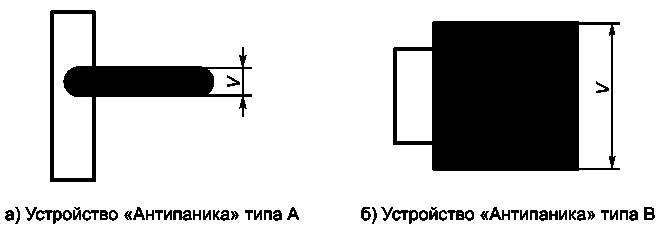 V
V
а) Устройство «Антипаника» типа А
б) Устройство «Антипаника» типа В